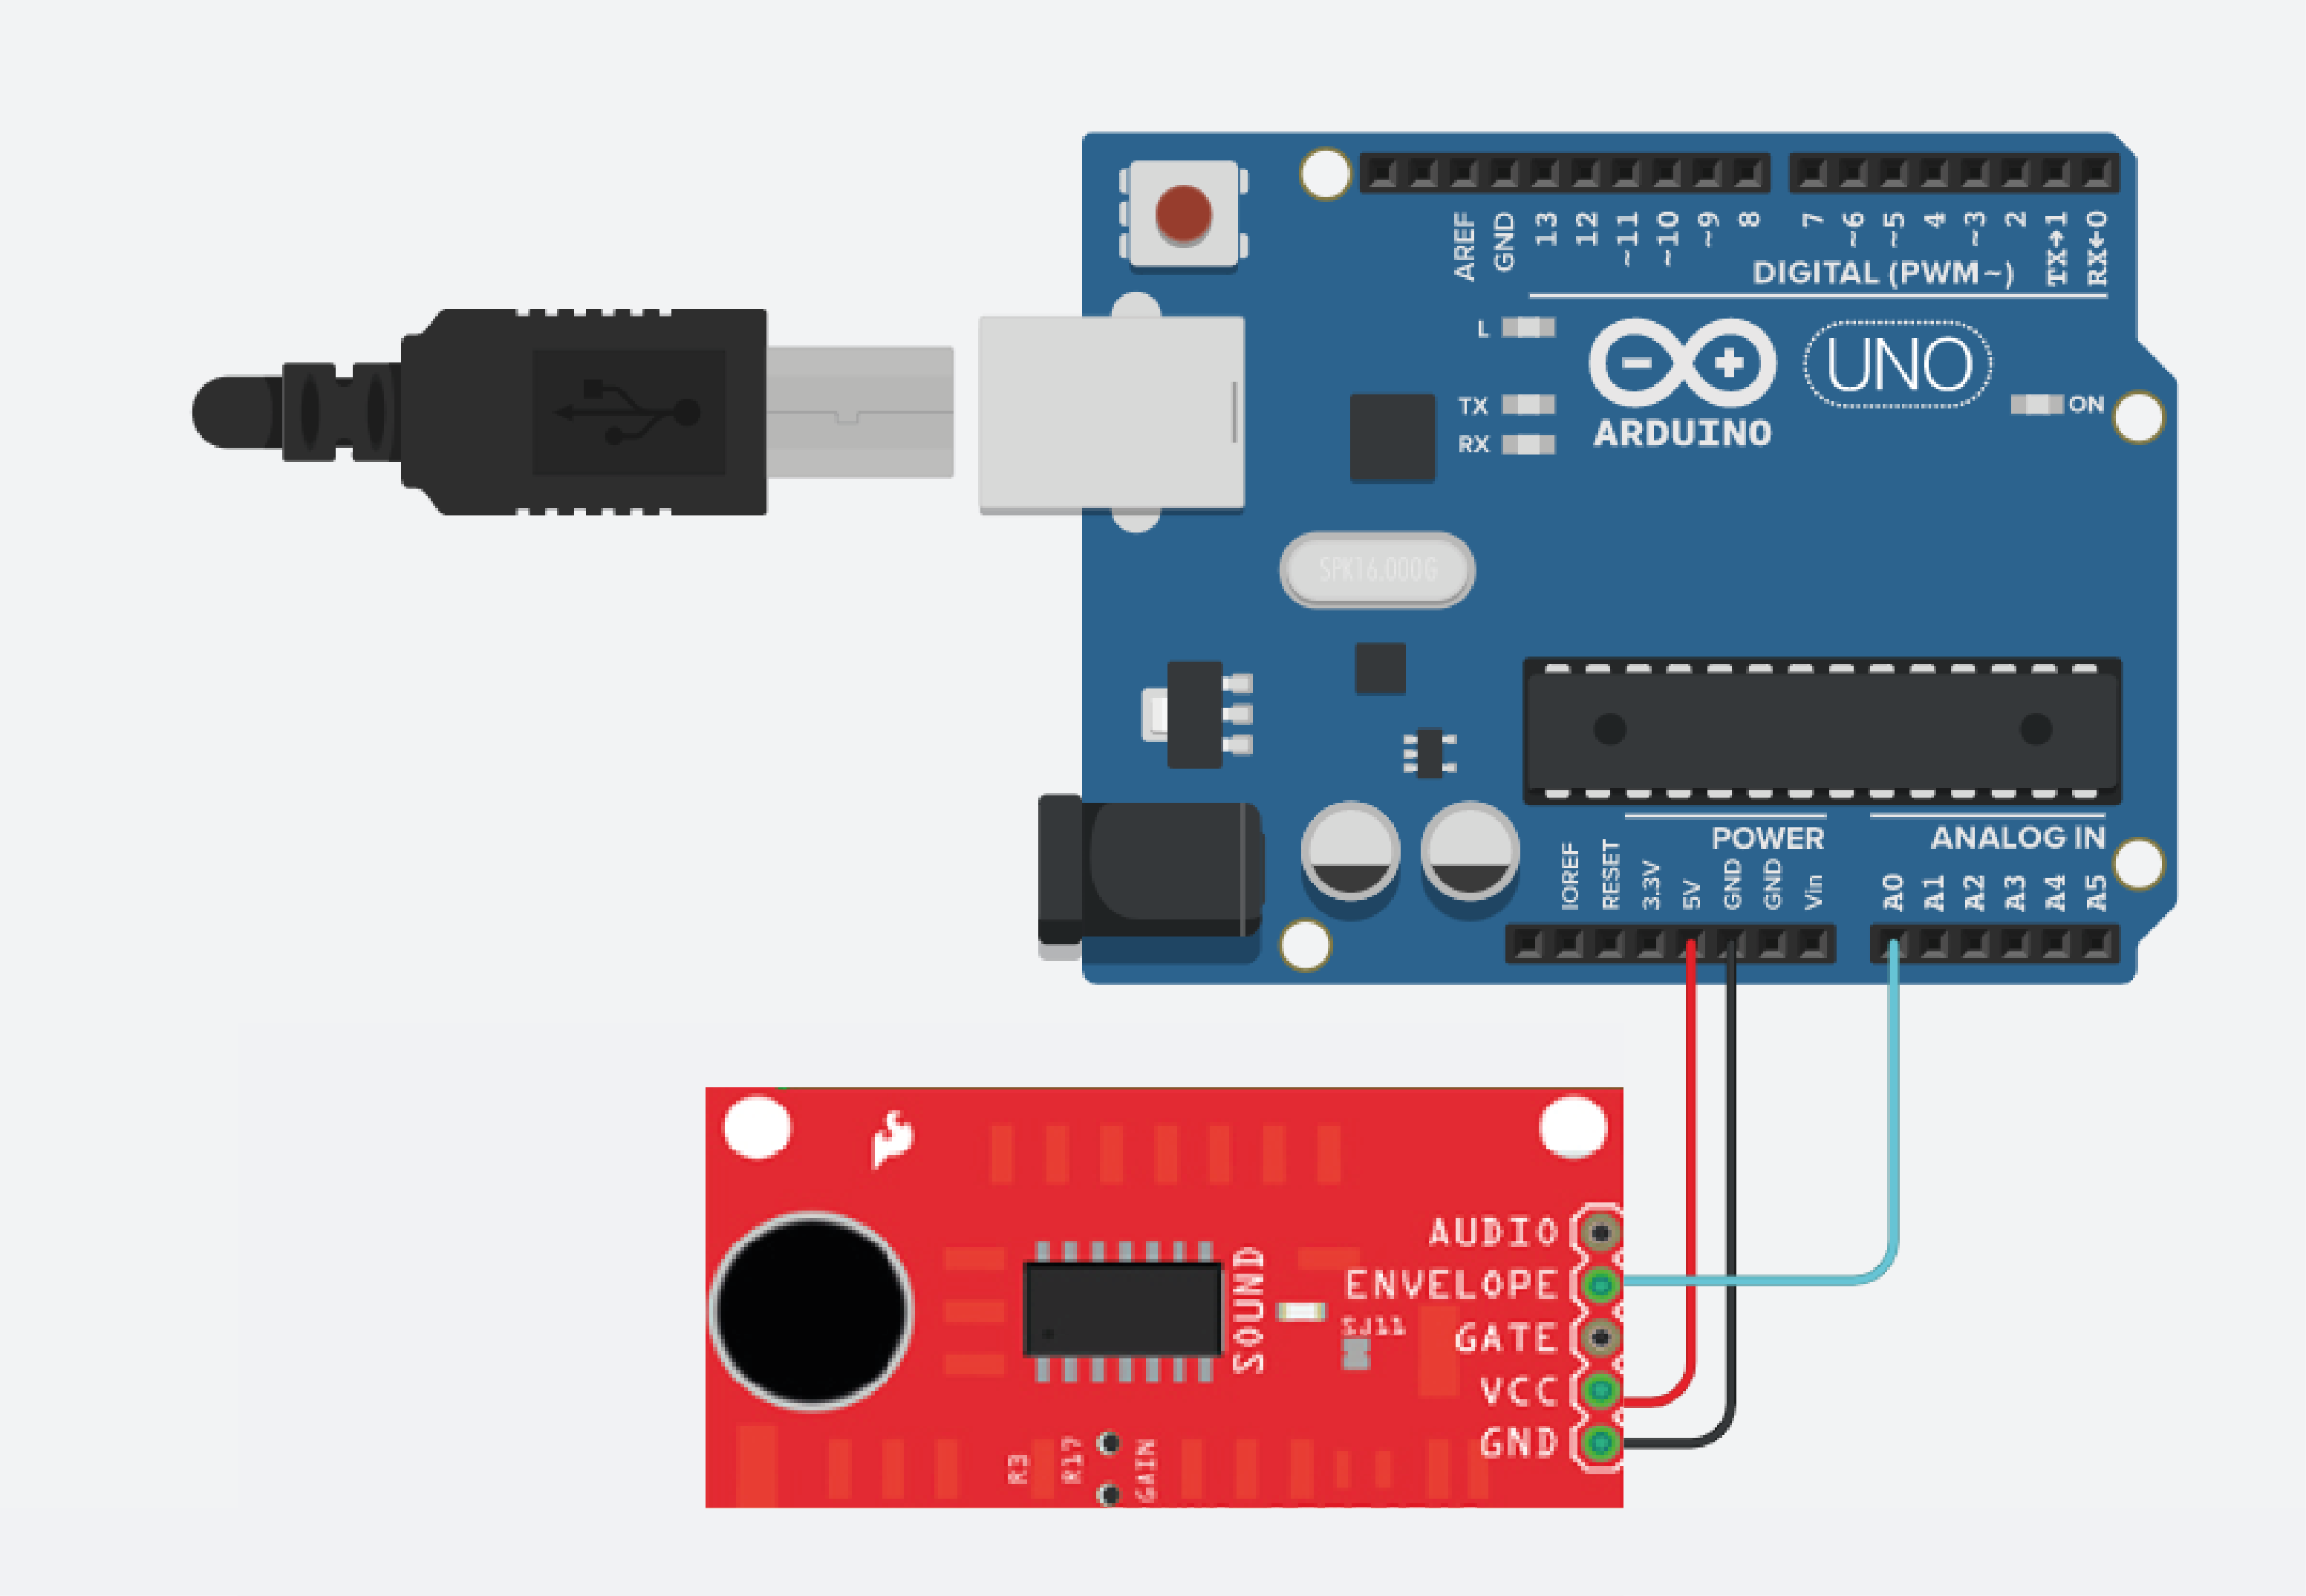 AREF
GND
13
12
~11
~10
~9
8
7
~6
~5
4
~3
2
TX→1
RX←0
DIGITAL (PWM~)
L
TX
RX
UNO
ARDUINO
ON
SPK16.000G
POWER
ANALOG IN
IOREF
RESET
3.3V
5V
GND
GND
Vin
A0
A1
A2
A3
A4
A5
AUDIO
ENVELOPE
GATE
VCC
GND
SOUND
SJ11
R3
R17
GAIN